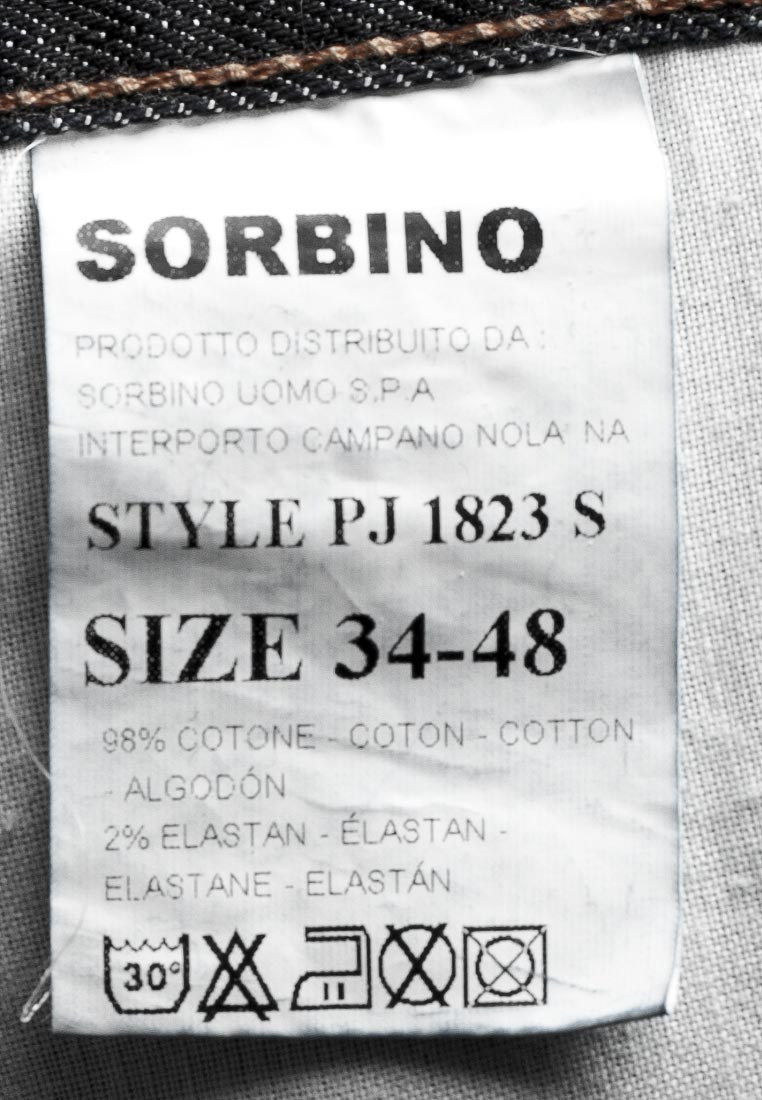 SORBINO
PRODOTTO DISTRIBUITO DA :
SORBINO UOMO S.P.A
INTERPORTO CAMPANO NOLA NA
STYLE PJ 1823 S
SIZE 34-48
98% COTONE - COTON - COTTON
- ALGODÓN
2% ELASTAN - ÉLASTAN -
ELASTANE - ELASTÁN
30°